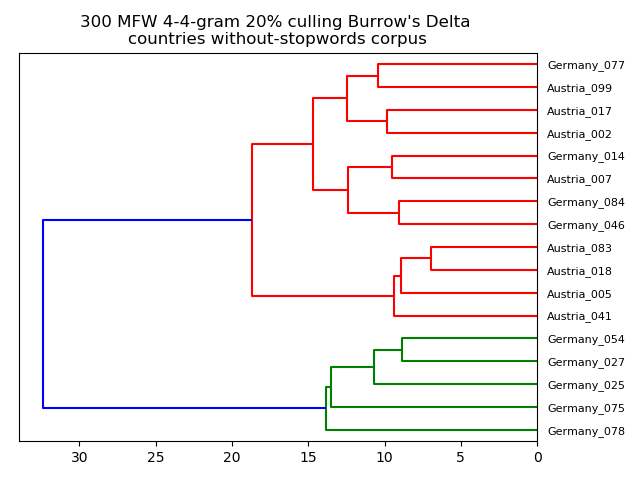 300 MFW 4-4-gram 20% culling Burrow's Delta
countries without-stopwords corpus
Germany_077
Austria_099
Austria_017
Austria_002
Germany_014
Austria_007
Germany_084
Germany_046
Austria_083
Austria_018
Austria_005
Austria_041
Germany_054
Germany_027
Germany_025
Germany_075
Germany_078
30 25 20 15 10 5 0